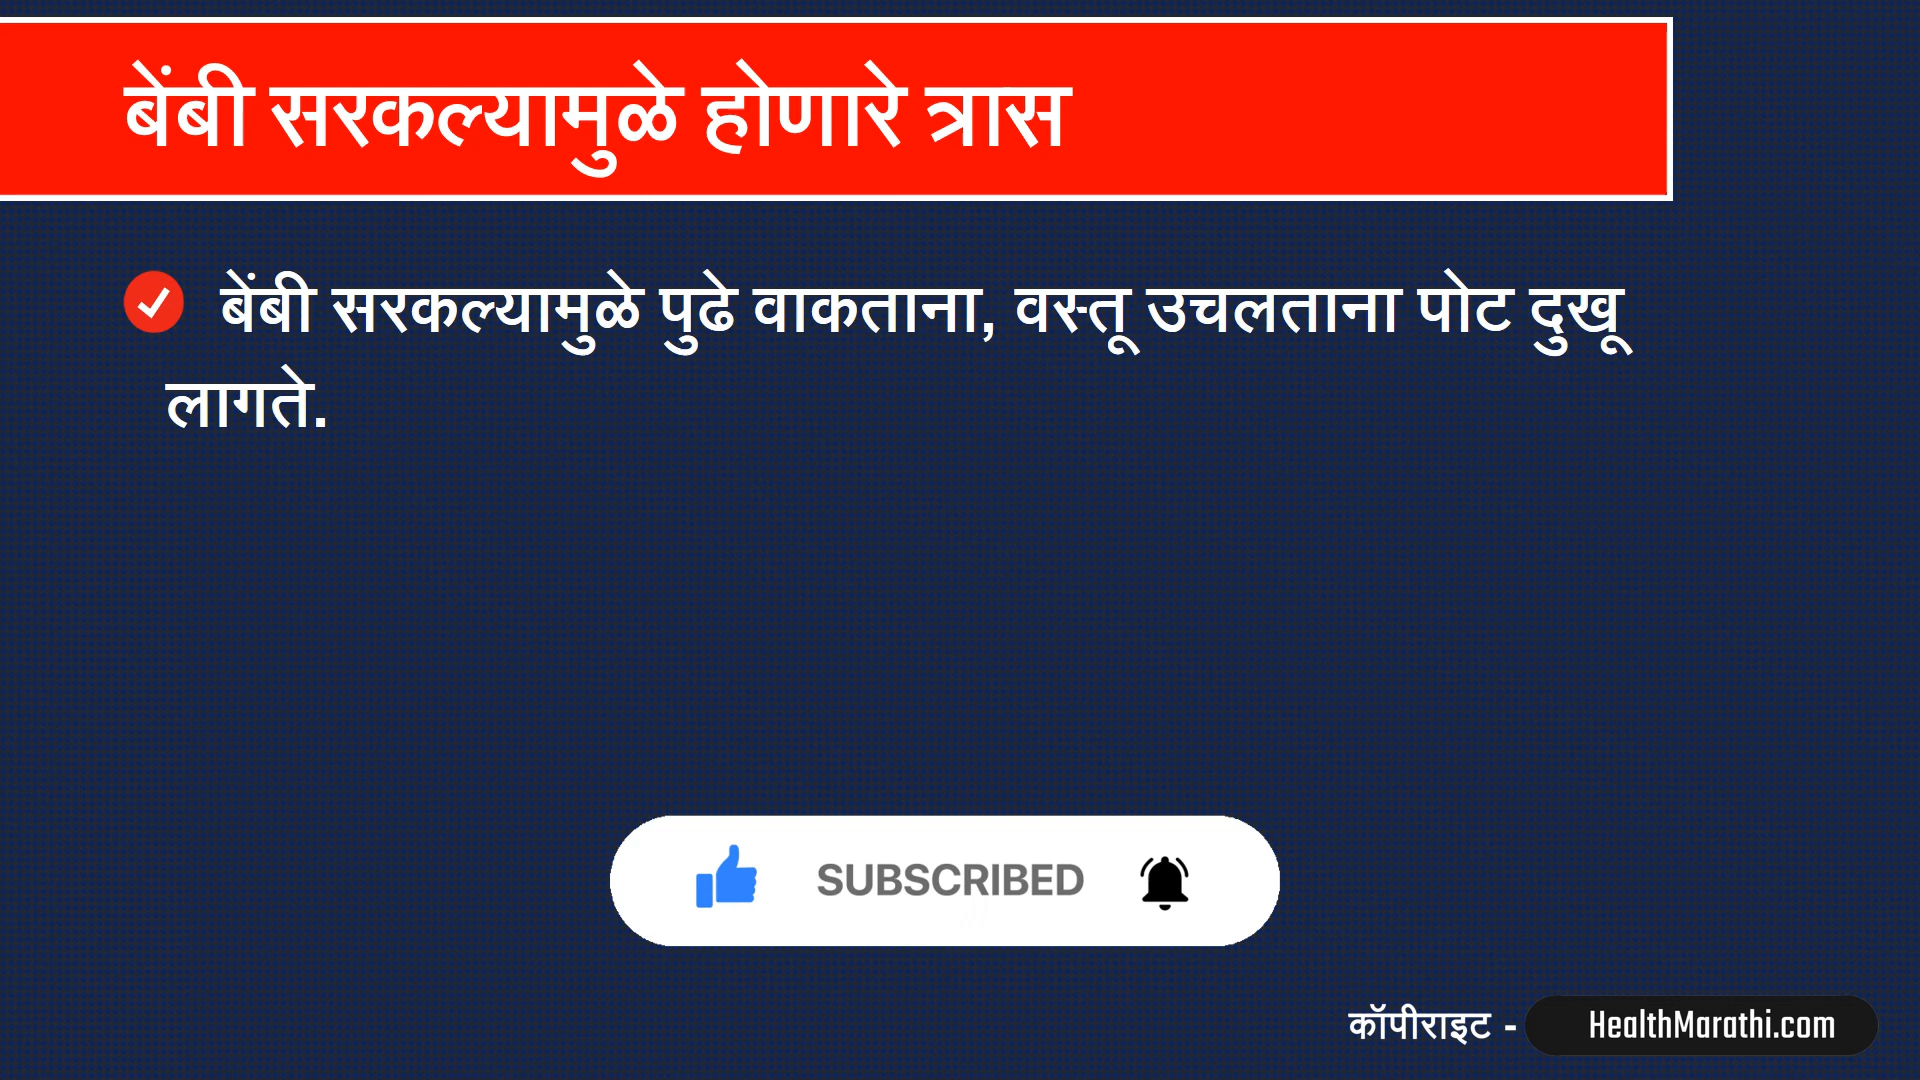 बेंबी सरकल्यामुळे होणारे त्रास
बेंबी सरकल्यामुळे पुढे वाकताना, वस्तू उचलताना पोट दुखू
लागते.
SUBSCRIBED
कॉपीराइट - HealthMarathi.com